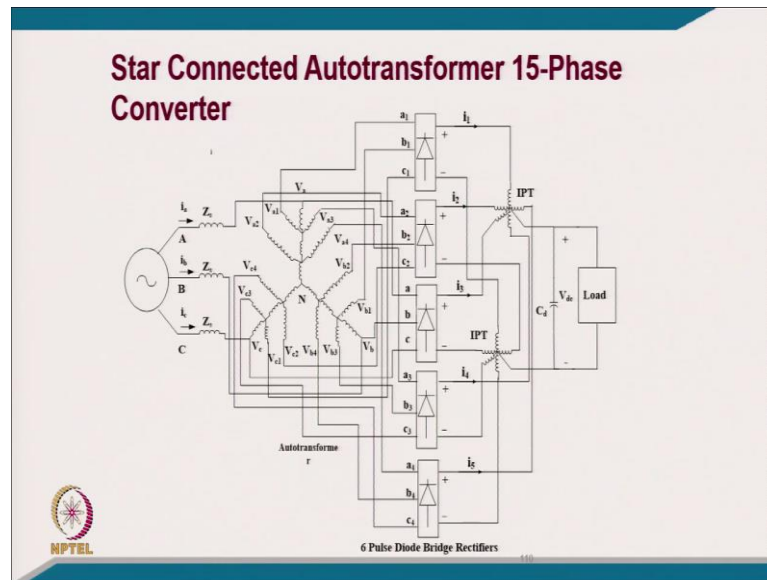 Star Connected Autotransformer 15-Phase
Converter
a1
b1
c1
i1
+
−
IPT
ia
A
Zs
ib
B
Zs
ic
C
Zs
Va
Va1
Va2
Va3
Va4
Vb2
Vb1
Vb
Vb3
Vb4
Vc4
Vc3
Vc
Vc1
Vc2
N
a2
b2
c2
i2
+
−
a
b
c
i3
+
−
IPT
a3
b3
c3
i4
+
−
a4
b4
c4
i5
+
−
+
Cd
Vdc
-
Load
Autotransforme
r
6 Pulse Diode Bridge Rectifiers
NPTEL
110